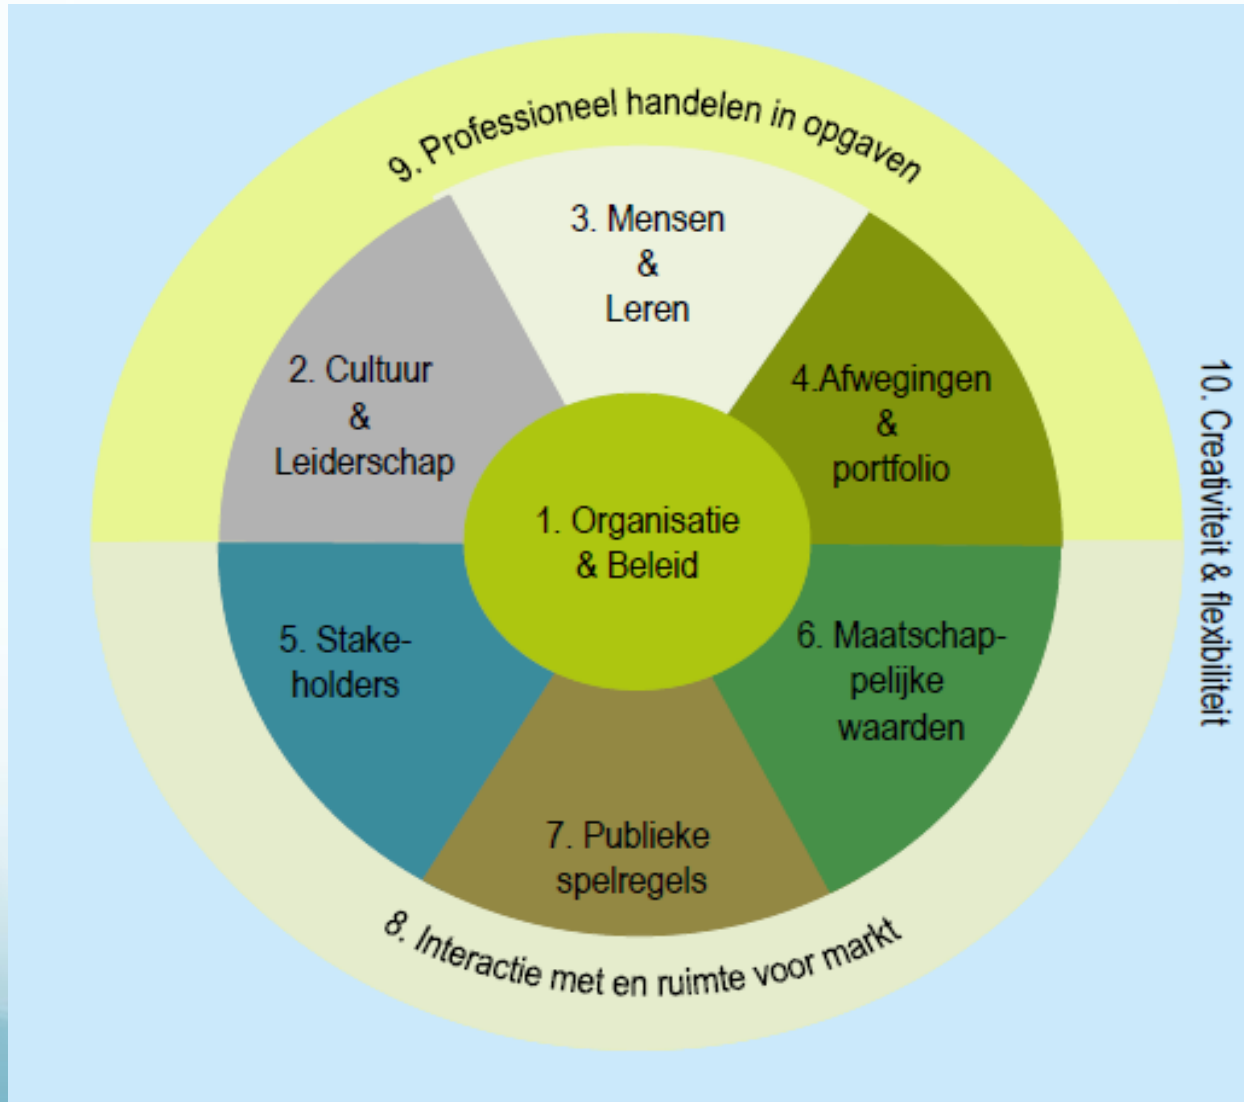 9. Professioneel handelen in opgaven
3. Mensen
&
Leren
2. Cultuur
&
Leiderschap
4.Afwegingen
&
portfolio
1. Organisatie
& Beleid
10. Creativiteit & flexibiliteit
5. Stake-
holders
6. Maatschap-
pelijke
waarden
7. Publieke
spelregels
8. Interactie met en ruimte voor markt